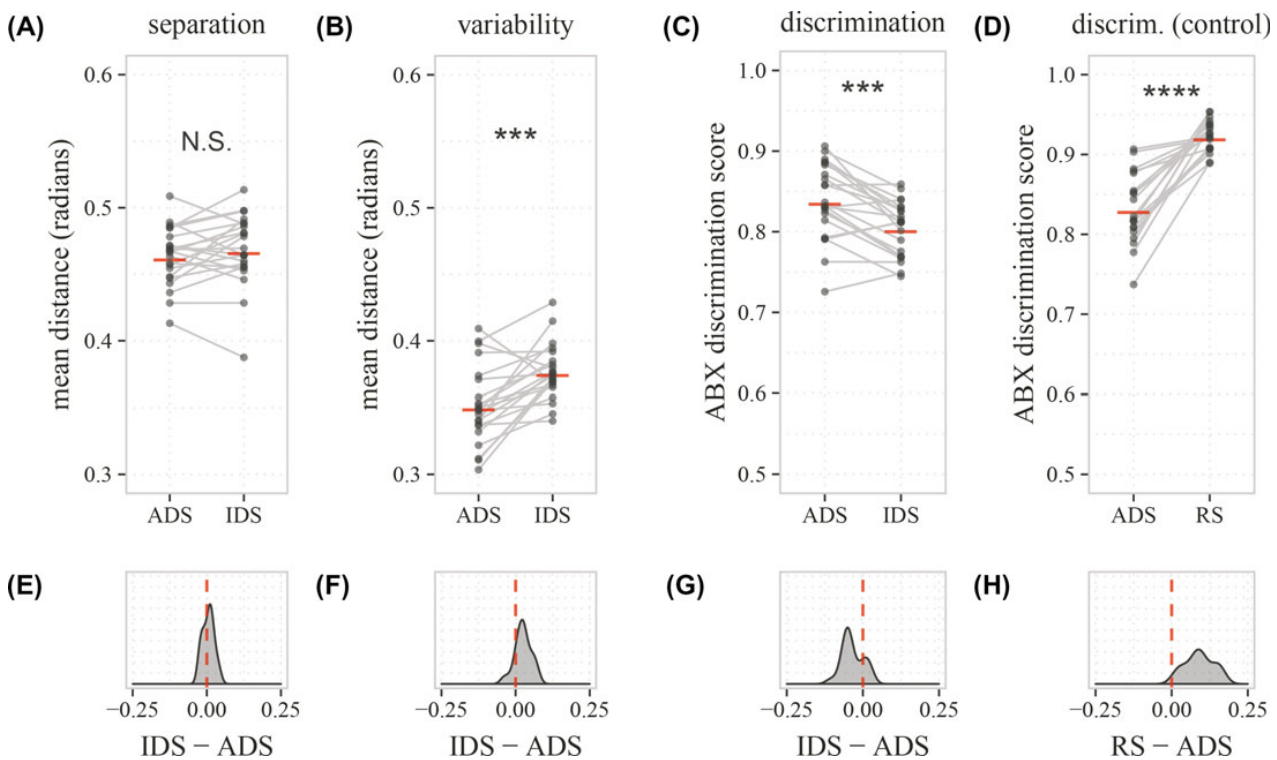 (A) separation
(B) variability
(C) discrimination
(D) discrim. (control)
mean distance (radians)
0.6
0.5
0.4
0.3
N.S.
ADS IDS
mean distance (radians)
0.6
0.5
0.4
0.3
***
ADS IDS
ABX discrimination score
1.0
0.9
0.8
0.7
0.6
0.5
***
ADS IDS
ABX discrimination score
1.0
0.9
0.8
0.7
0.6
0.5
****
ADS RS
(E)
−0.25 0.00 0.25
IDS − ADS
(F)
−0.25 0.00 0.25
IDS − ADS
(G)
−0.25 0.00 0.25
IDS − ADS
(H)
−0.25 0.00 0.25
RS − ADS